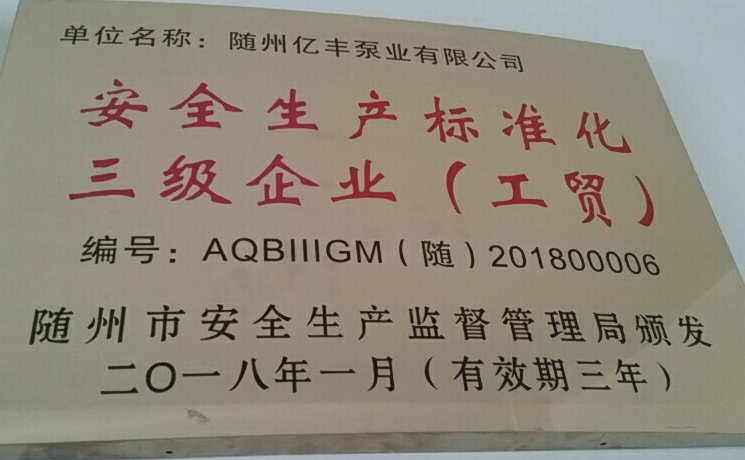 单位名称：随州亿丰泵业有限公司
安全生产标准化
三级企业（工贸）
编号：AQBIIIGM（随）201800006
随州市安全生产监督管理局颁发
二〇一八年一月（有效期三年）